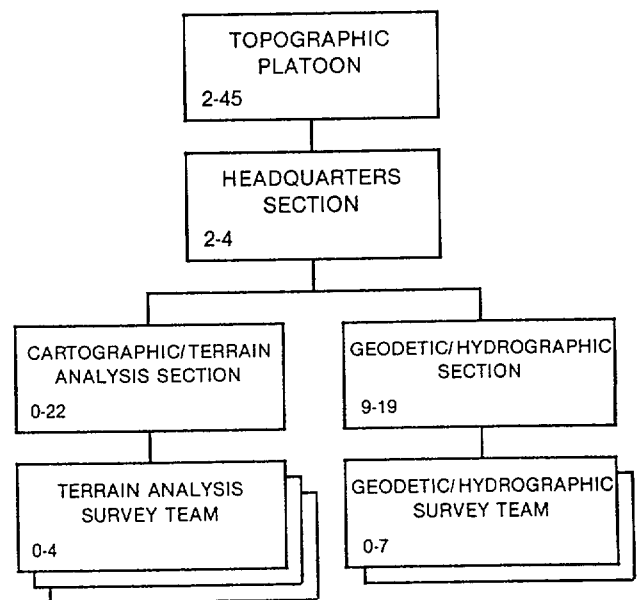 TOPOGRAPHIC
PLATOON
2-45
HEADQUARTERS
SECTION
2-4
CARTOGRAPHIC/TERRAIN
ANALYSIS SECTION
0-22
GEODETIC/HYDROGRAPHIC
SECTION
9-19
TERRAIN ANALYSIS
SURVEY TEAM
0-4
GEODETIC/HYDROGRAPHIC
SURVEY TEAM
0-7